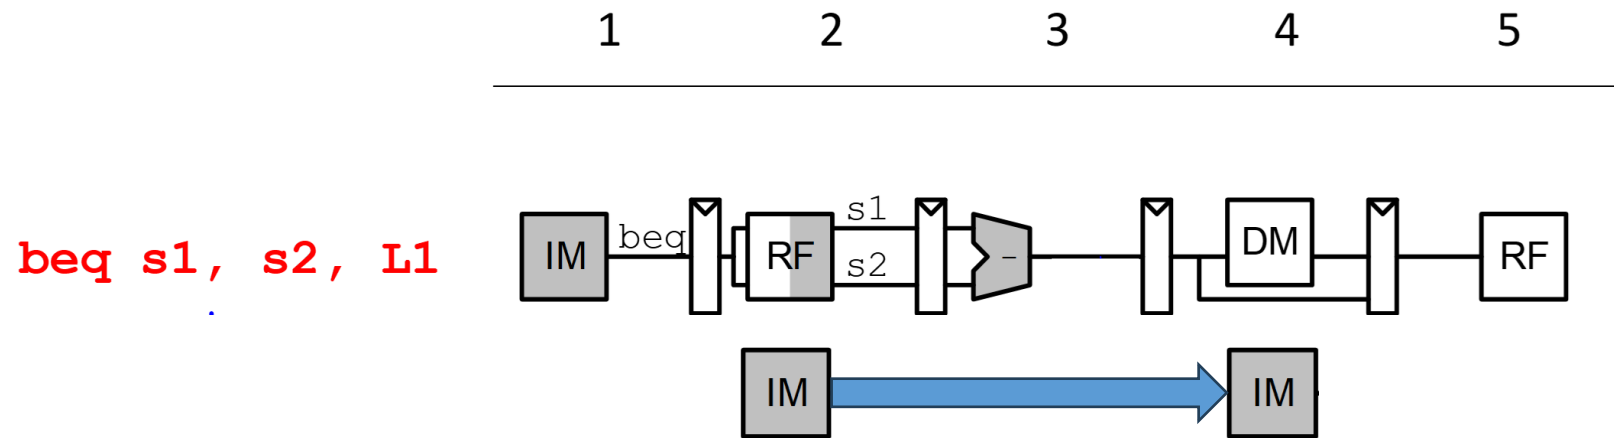 1 2 3 4 5
s1
beq s1, s2, L1 IM beq RF s2 - DM RF
IM IM